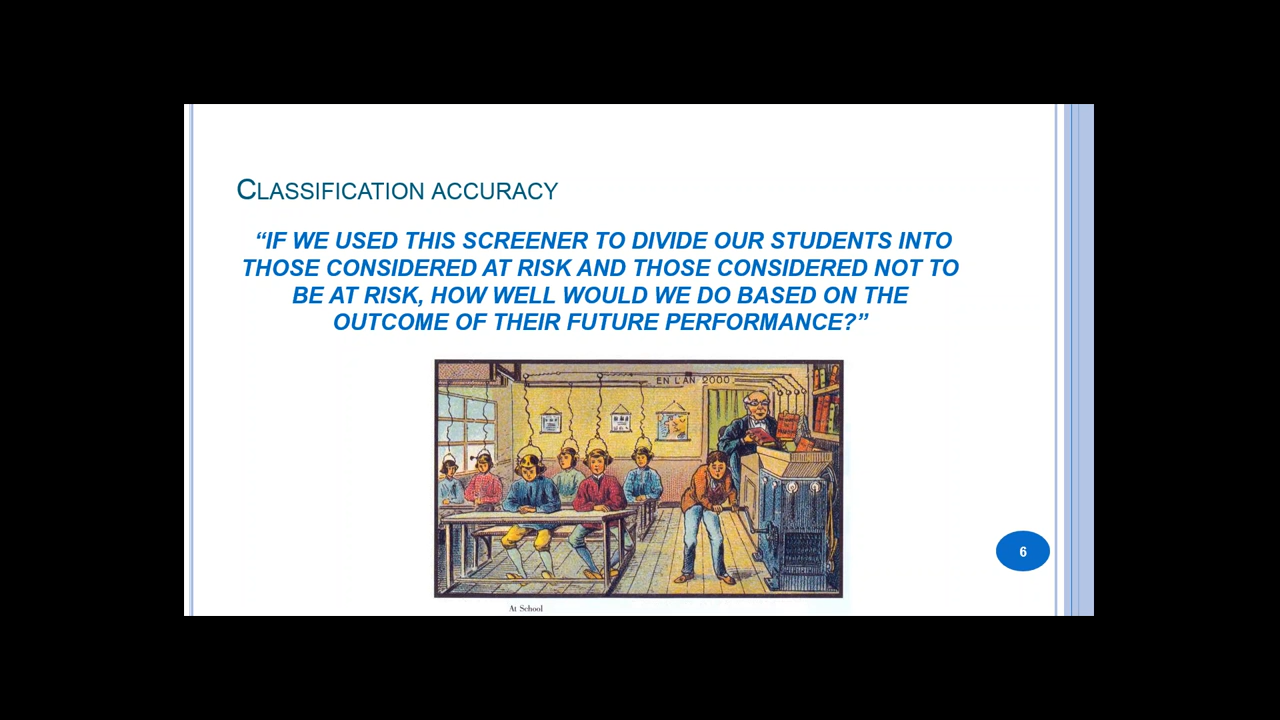 CLASSIFICATION ACCURACY
“IF WE USED THIS SCREENER TO DIVIDE OUR STUDENTS INTO
THOSE CONSIDERED AT RISK AND THOSE CONSIDERED NOT TO
BE AT RISK, HOW WELL WOULD WE DO BASED ON THE
OUTCOME OF THEIR FUTURE PERFORMANCE?”
EN L'AN 2000
6
At School